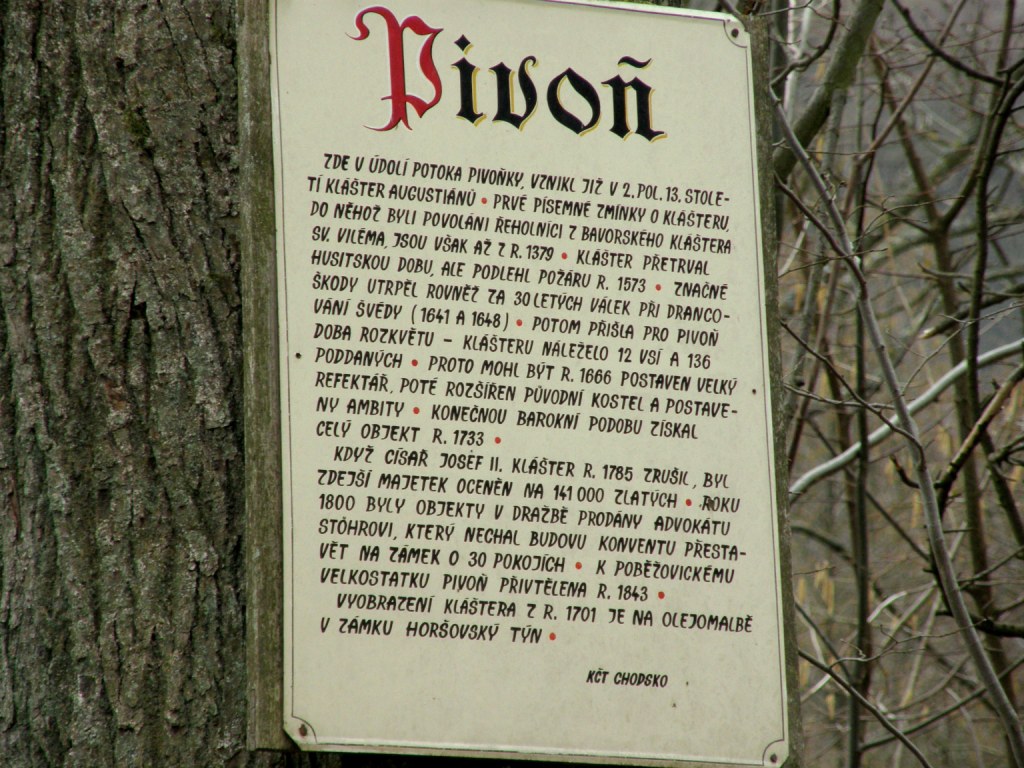 Pivoň
ZDE V ÚDOLÍ POTOKA PIVOŇKY, VZNIKL JIŽ V 2. POL. 13. STOLE-
TÍ KLÁŠTER AUGUSTIÁNŮ • PRVÉ PÍSEMNÉ ZMÍNKY O KLÁŠTERU,
DO NĚHOŽ BYLI POVOLÁNI ŘEHOLNÍCI Z BAVORSKÉHO KLÁŠTERA
SV. VILÉMA, JSOU VŠAK AŽ Z R. 1379 • KLÁŠTER PŘETRVAL
HUSITSKOU DOBU, ALE PODLEHL POŽÁRU R. 1573 • ZNAČNÉ
ŠKODY UTRPĚL ROVNĚŽ ZA 30 LETÝCH VÁLEK PŘI DRANCO-
VÁNÍ ŠVÉDY (1641 A 1648) • POTOM PŘIŠLA PRO PIVOŇ
DOBA ROZKVĚTU – KLÁŠTERU NÁLEŽELO 12 VSÍ A 136
PODDANÝCH • PROTO MOHL BÝT R. 1666 POSTAVEN VELKÝ
REFEKTÁŘ, POTÉ ROZŠÍŘEN PŮVODNÍ KOSTEL A POSTAVE-
NY AMBITY • KONEČNOU BAROKNÍ PODOBU ZÍSKAL
CELÝ OBJEKT R. 1733 •
KDYŽ CÍSAŘ JOSEF II. KLÁŠTER R. 1785 ZRUŠIL, BYL
ZDEJŠÍ MAJETEK OCENĚN NA 141 000 ZLATÝCH • ROKU
1800 BYLY OBJEKTY V DRAŽBĚ PRODÁNY ADVOKÁTU
STÖHROVI, KTERÝ NECHAL BUDOVU KONVENTU PŘESTA-
VĚT NA ZÁMEK O 30 POKOJÍCH • K POBĚŽOVICKÉMU
VELKOSTATKU PIVOŇ PŘIVTĚLENA R. 1843 •
VYOBRAZENÍ KLÁŠTERA Z R. 1701 JE NA OLEJOMALBĚ
V ZÁMKU HORŠOVSKÝ TÝN •
KČT CHODSKO